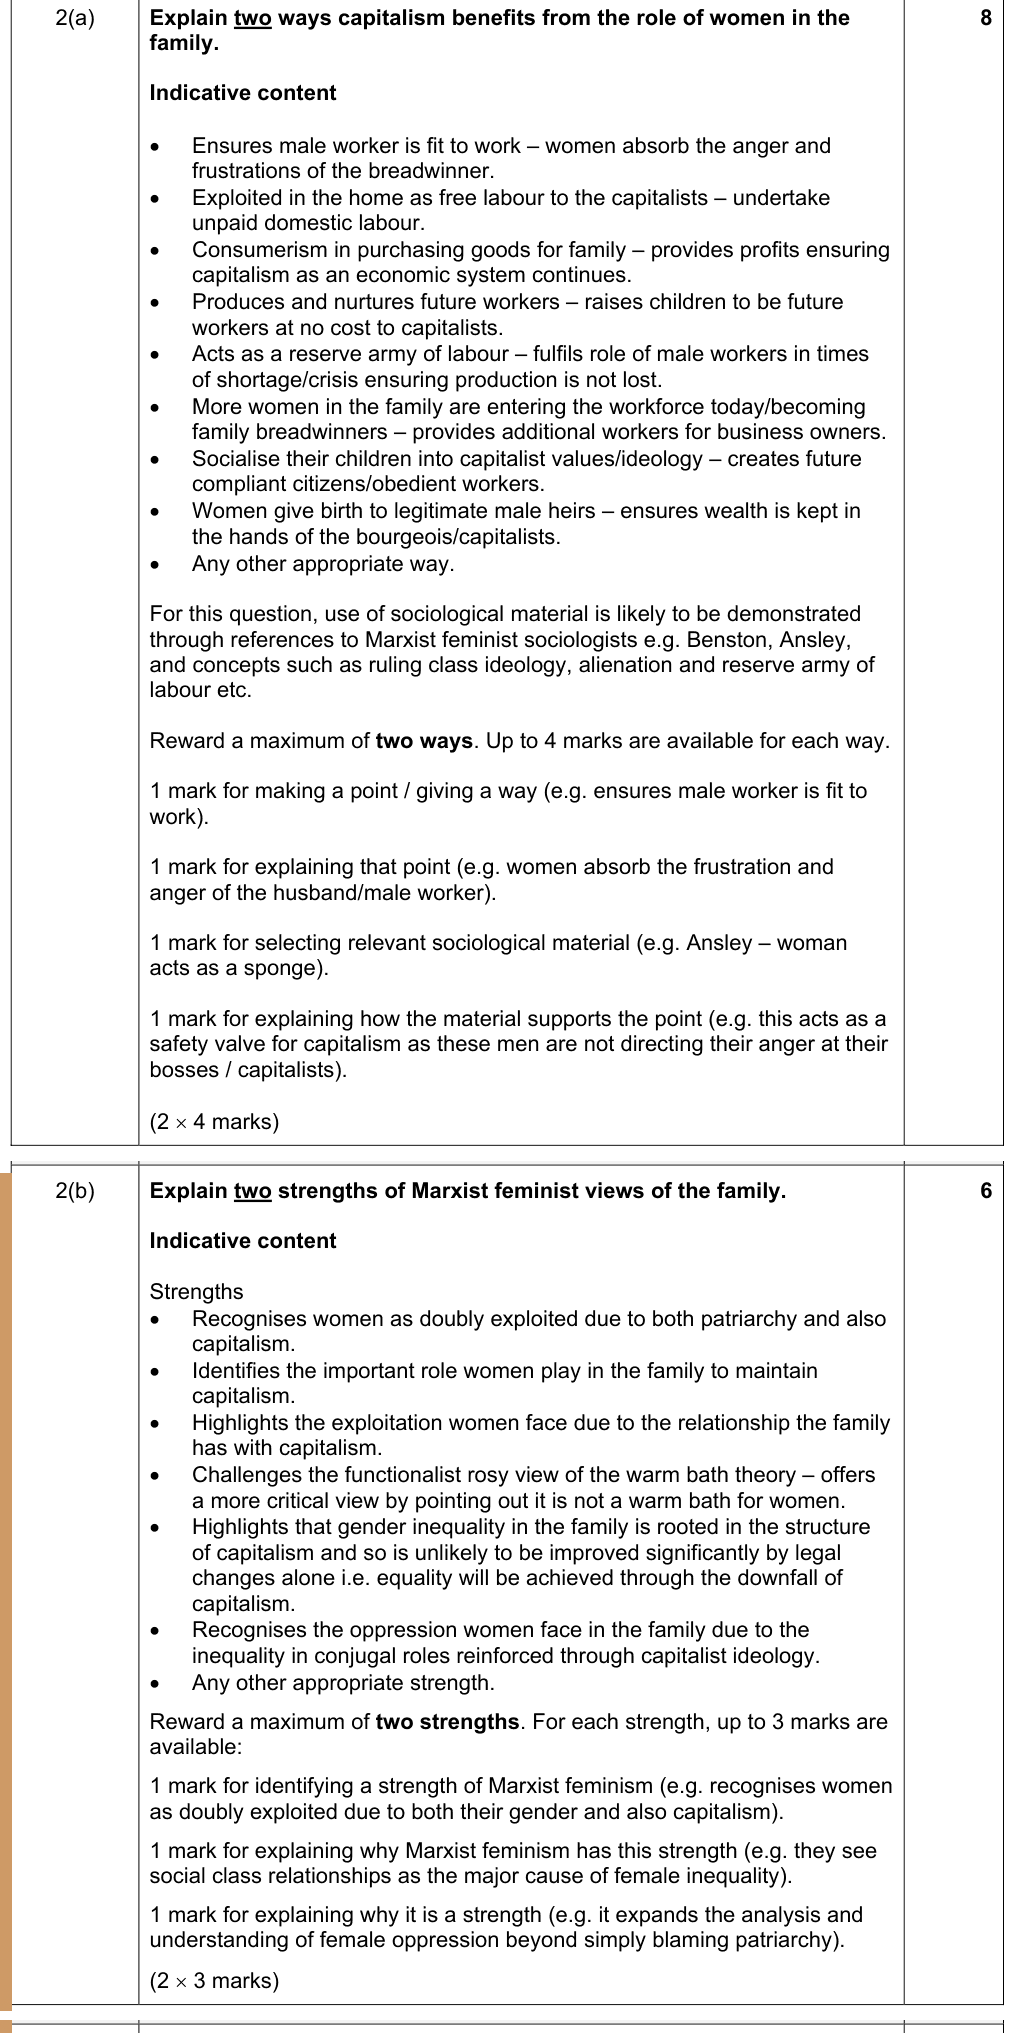 2(a)
Explain two ways capitalism benefits from the role of women in the
8
family.
Indicative content
• Ensures male worker is fit to work – women absorb the anger and
frustrations of the breadwinner.
• Exploited in the home as free labour to the capitalists – undertake
unpaid domestic labour.
• Consumerism in purchasing goods for family – provides profits ensuring
capitalism as an economic system continues.
• Produces and nurtures future workers – raises children to be future
workers at no cost to capitalists.
• Acts as a reserve army of labour – fulfils role of male workers in times
of shortage/crisis ensuring production is not lost.
• More women in the family are entering the workforce today/becoming
family breadwinners – provides additional workers for business owners.
• Socialise their children into capitalist values/ideology – creates future
compliant citizens/obedient workers.
• Women give birth to legitimate male heirs – ensures wealth is kept in
the hands of the bourgeois/capitalists.
• Any other appropriate way.
For this question, use of sociological material is likely to be demonstrated
through references to Marxist feminist sociologists e.g. Benston, Ansley,
and concepts such as ruling class ideology, alienation and reserve army of
labour etc.
Reward a maximum of two ways. Up to 4 marks are available for each way.
1 mark for making a point / giving a way (e.g. ensures male worker is fit to
work).
1 mark for explaining that point (e.g. women absorb the frustration and
anger of the husband/male worker).
1 mark for selecting relevant sociological material (e.g. Ansley – woman
acts as a sponge).
1 mark for explaining how the material supports the point (e.g. this acts as a
safety valve for capitalism as these men are not directing their anger at their
bosses / capitalists).
(2 × 4 marks)
2(b)
Explain two strengths of Marxist feminist views of the family.
6
Indicative content
Strengths
• Recognises women as doubly exploited due to both patriarchy and also
capitalism.
• Identifies the important role women play in the family to maintain
capitalism.
• Highlights the exploitation women face due to the relationship the family
has with capitalism.
• Challenges the functionalist rosy view of the warm bath theory – offers
a more critical view by pointing out it is not a warm bath for women.
• Highlights that gender inequality in the family is rooted in the structure
of capitalism and so is unlikely to be improved significantly by legal
changes alone i.e. equality will be achieved through the downfall of
capitalism.
• Recognises the oppression women face in the family due to the
inequality in conjugal roles reinforced through capitalist ideology.
• Any other appropriate strength.
Reward a maximum of two strengths. For each strength, up to 3 marks are
available:
1 mark for identifying a strength of Marxist feminism (e.g. recognises women
as doubly exploited due to both their gender and also capitalism).
1 mark for explaining why Marxist feminism has this strength (e.g. they see
social class relationships as the major cause of female inequality).
1 mark for explaining why it is a strength (e.g. it expands the analysis and
understanding of female oppression beyond simply blaming patriarchy).
(2 × 3 marks)